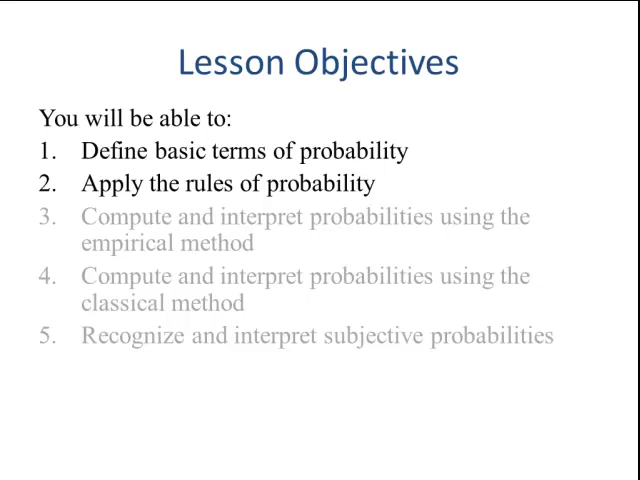 Lesson Objectives
You will be able to:
1. Define basic terms of probability
2. Apply the rules of probability
3. Compute and interpret probabilities using the
empirical method
4. Compute and interpret probabilities using the
classical method
5. Recognize and interpret subjective probabilities